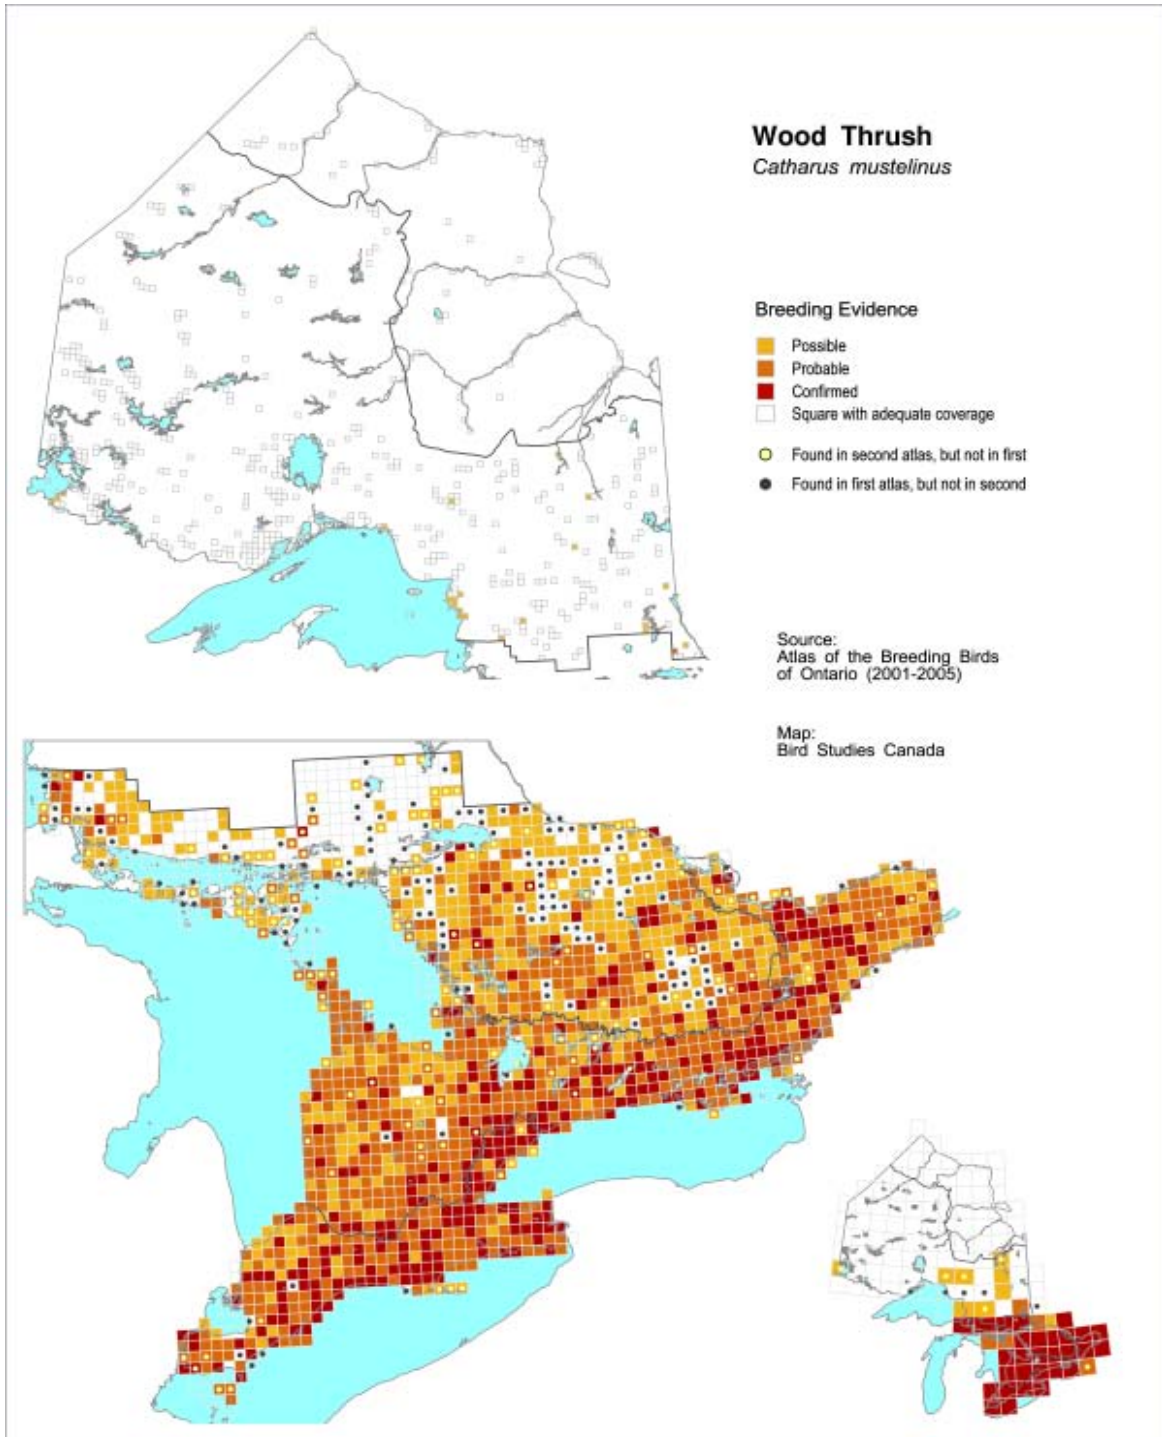 Wood Thrush
Catharus mustelinus
Breeding Evidence
Possible
Probable
Confirmed
Square with adequate coverage
Found in second atlas, but not in first
Found in first atlas, but not in second
Source:
Atlas of the Breeding Birds
of Ontario (2001-2005)
Map:
Bird Studies Canada